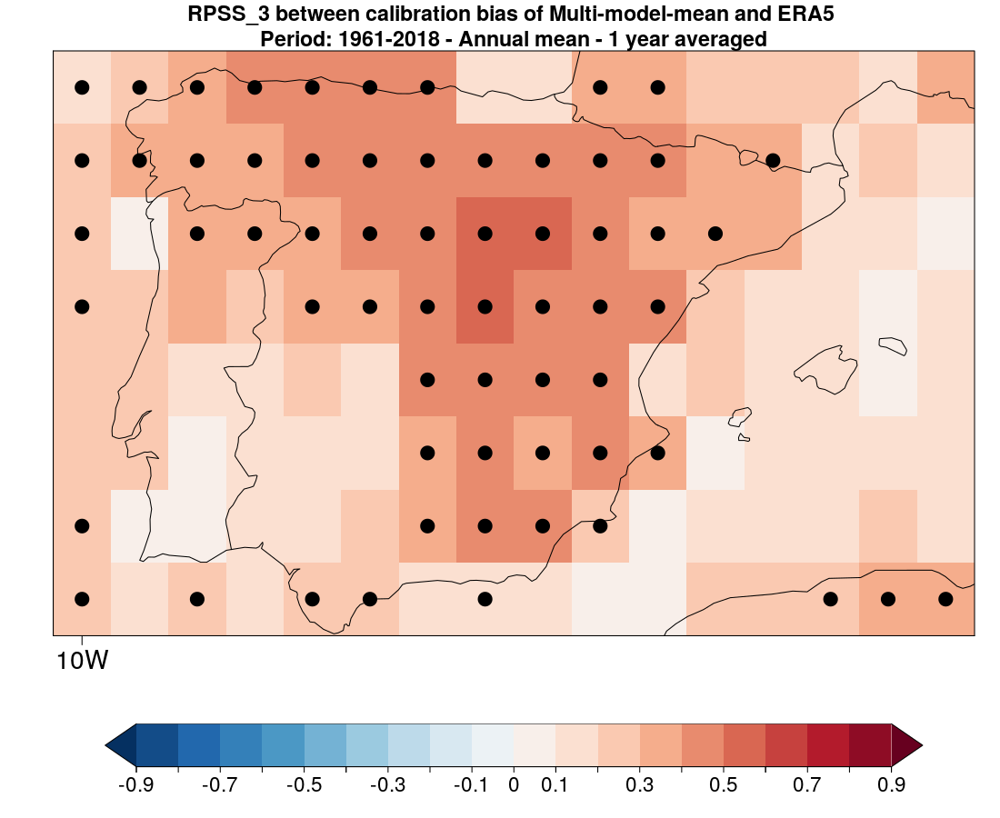 RPSS_3 between calibration bias of Multi-model-mean and ERA5
Period: 1961-2018 - Annual mean - 1 year averaged
10W
-0.9 -0.7 -0.5 -0.3 -0.1 0 0.1 0.3 0.5 0.7 0.9